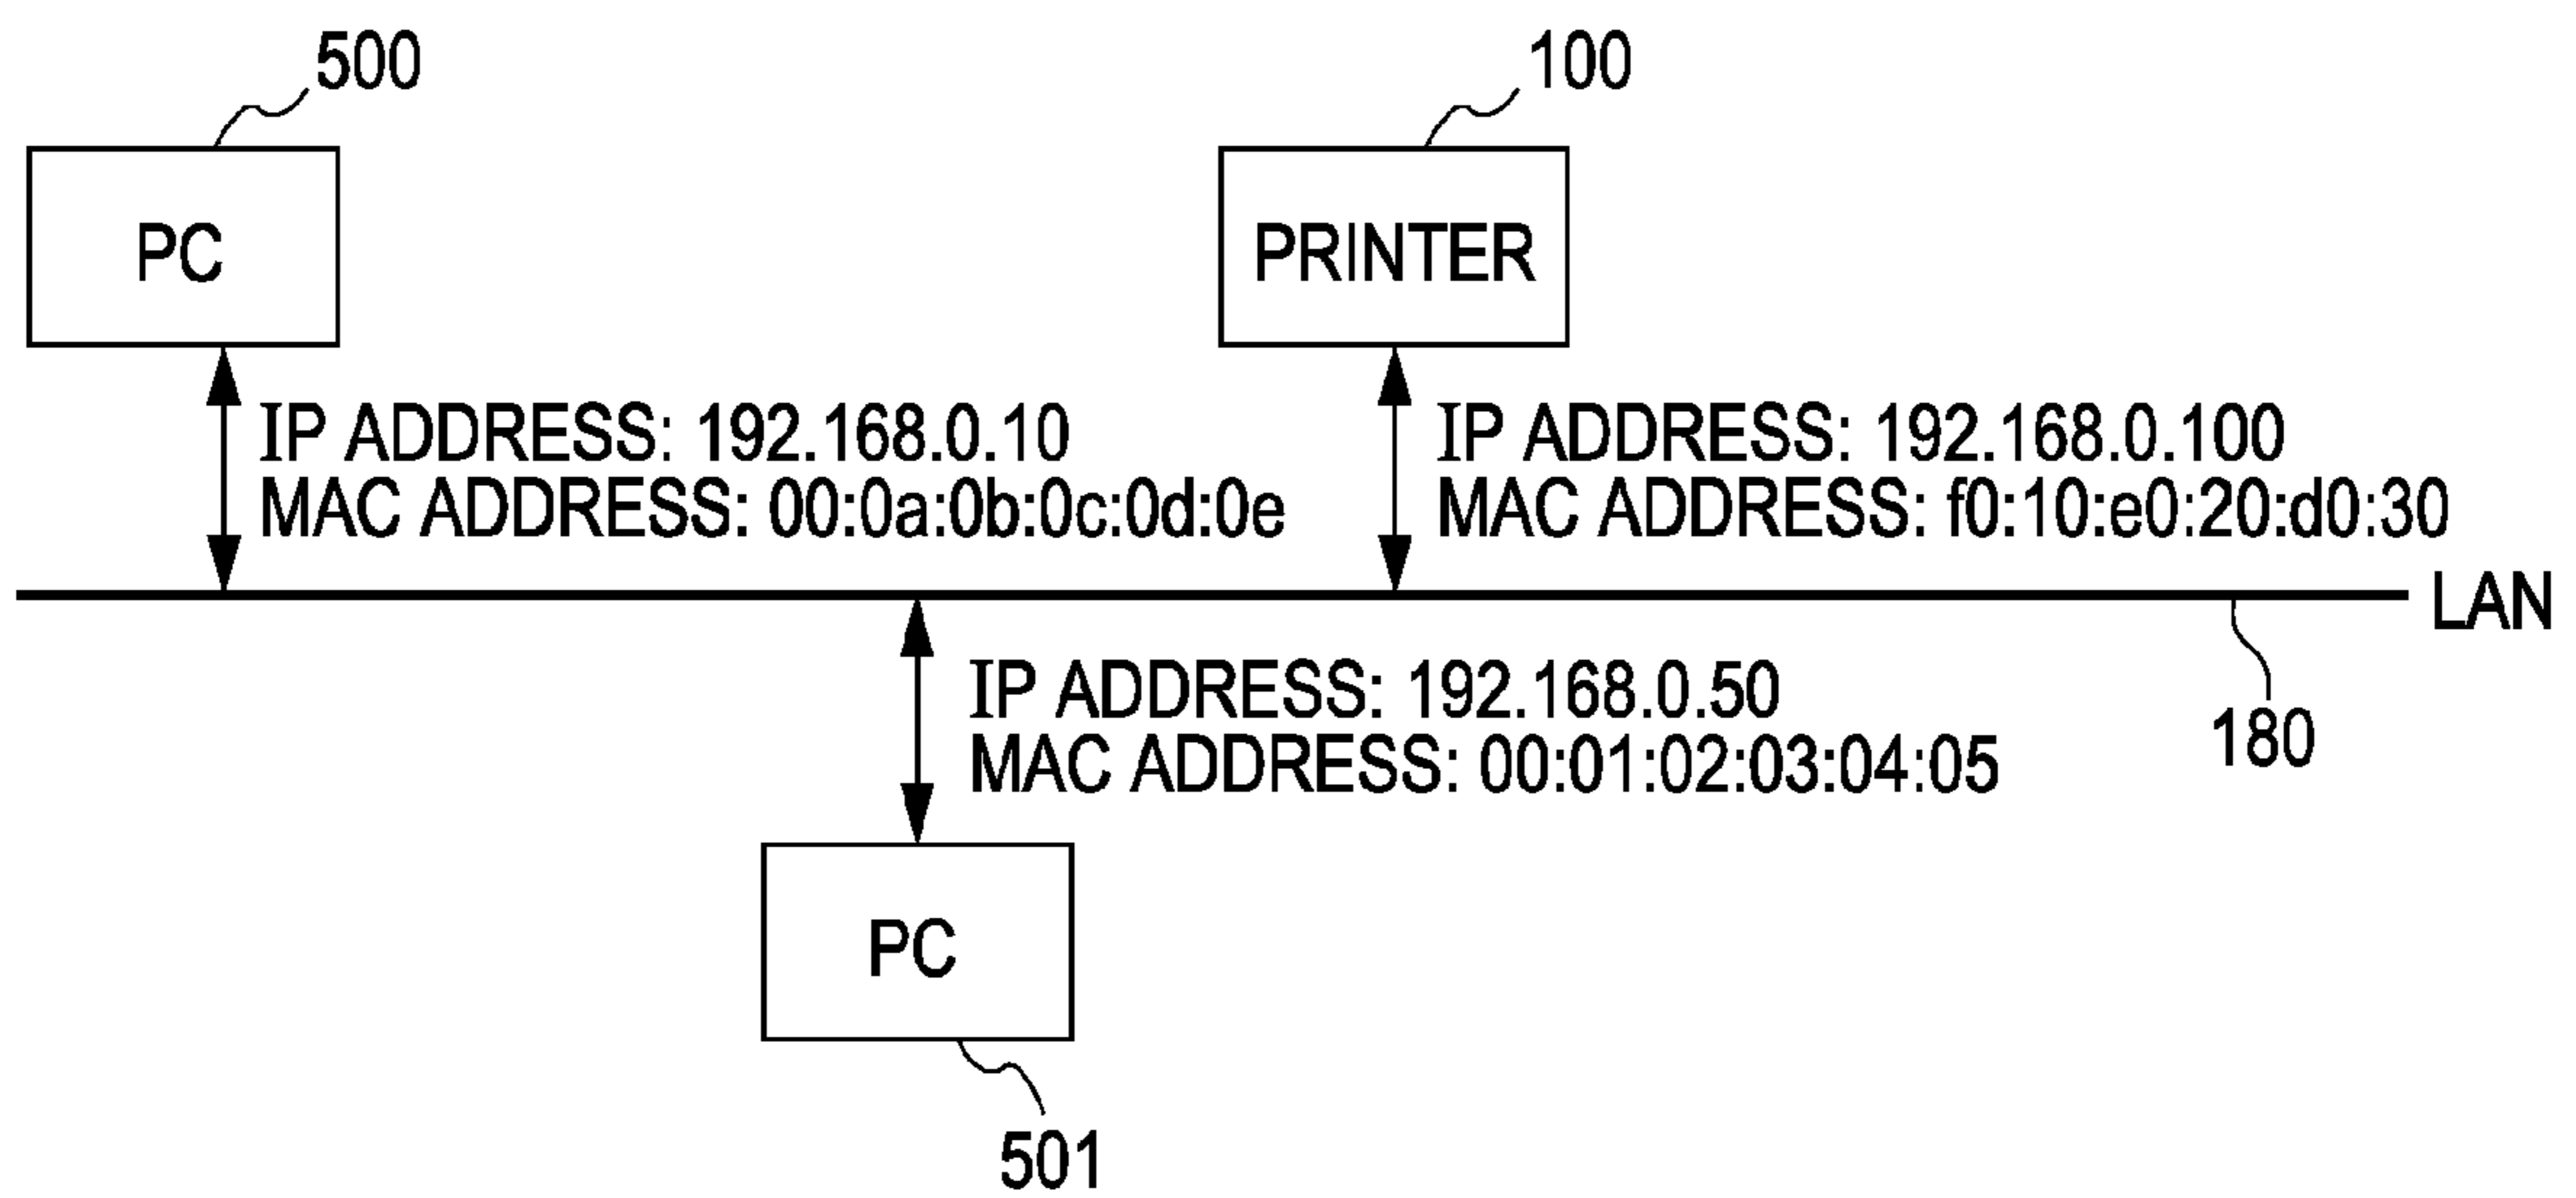 500
100
PC
PRINTER
IP ADDRESS: 192.168.0.10
MAC ADDRESS: 00:0a:0b:0c:0d:0e
IP ADDRESS: 192.168.0.100
MAC ADDRESS: f0:10:e0:20:d0:30
LAN
IP ADDRESS: 192.168.0.50
MAC ADDRESS: 00:01:02:03:04:05
180
PC
501